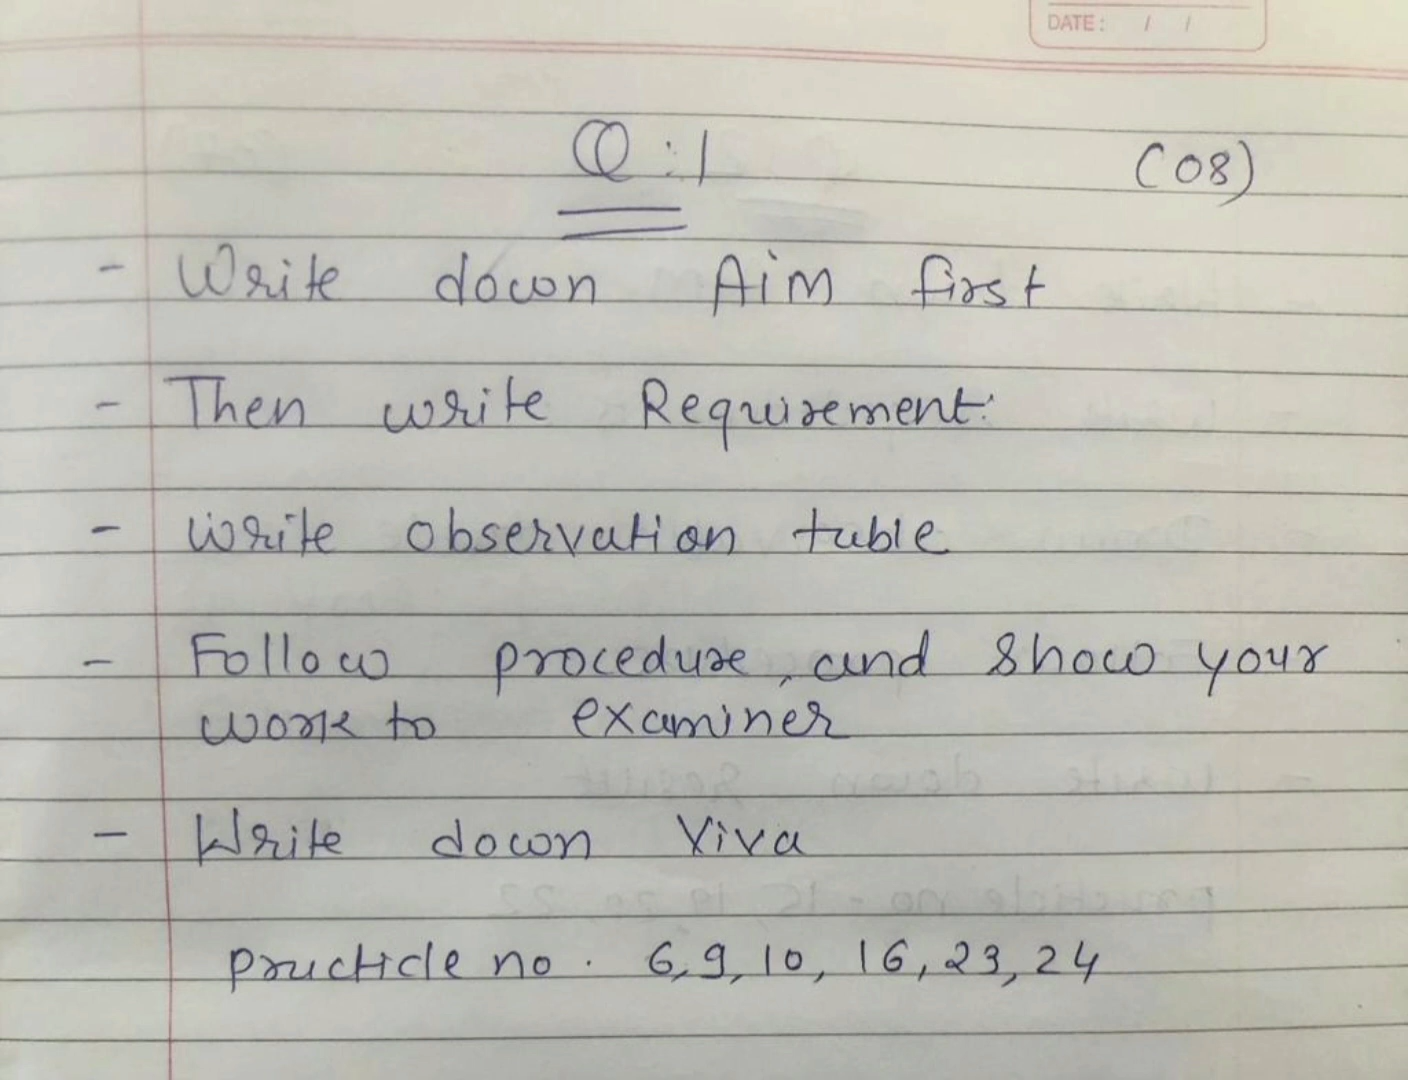 DATE: / /
Q:1 (08)
- Write down Aim first
- Then write Requirement:
- write observation table
- Follow procedure, and show your
work to examiner
- Write down Viva
practicle no. 6, 9, 10, 16, 23, 24